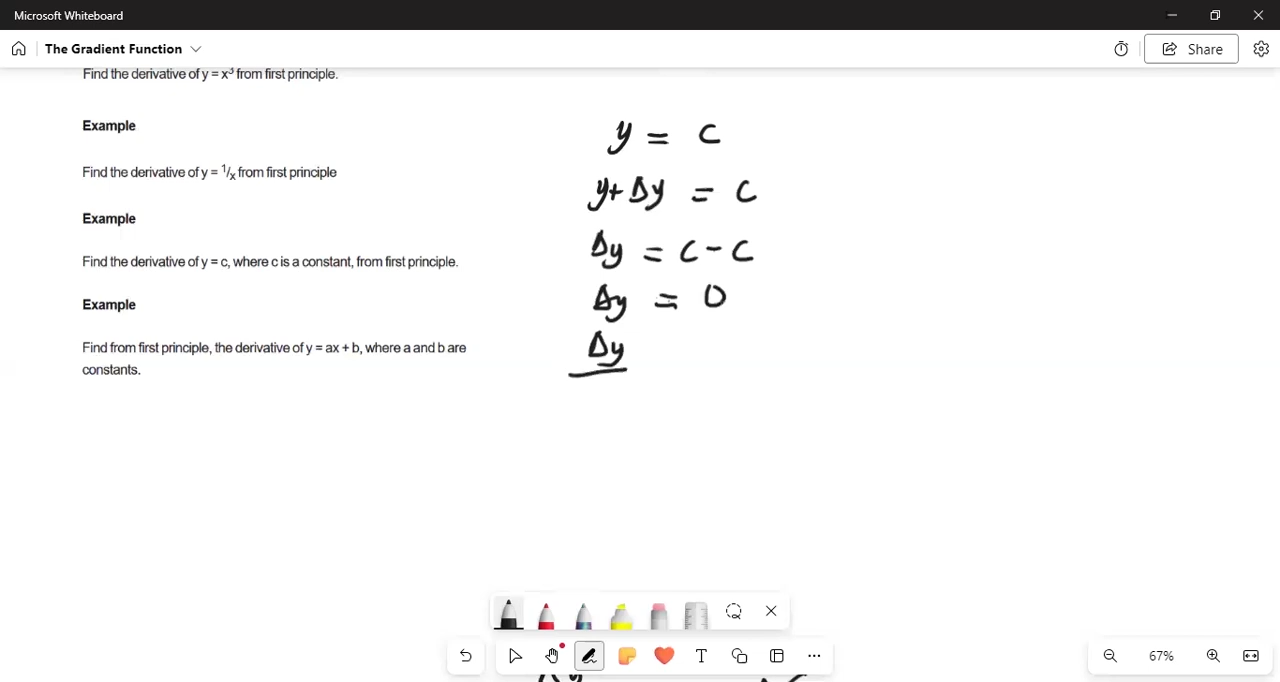 Microsoft Whiteboard
The Gradient Function
Share
Find the derivative of y = x³ from first principle.
Example
Find the derivative of y = ¹/ₓ from first principle
Example
Find the derivative of y = c, where c is a constant, from first principle.
Example
Find from first principle, the derivative of y = ax + b, where a and b are
constants.
y = c
y+Δy = c
Δy = c - c
Δy = 0
Δy
T
67%